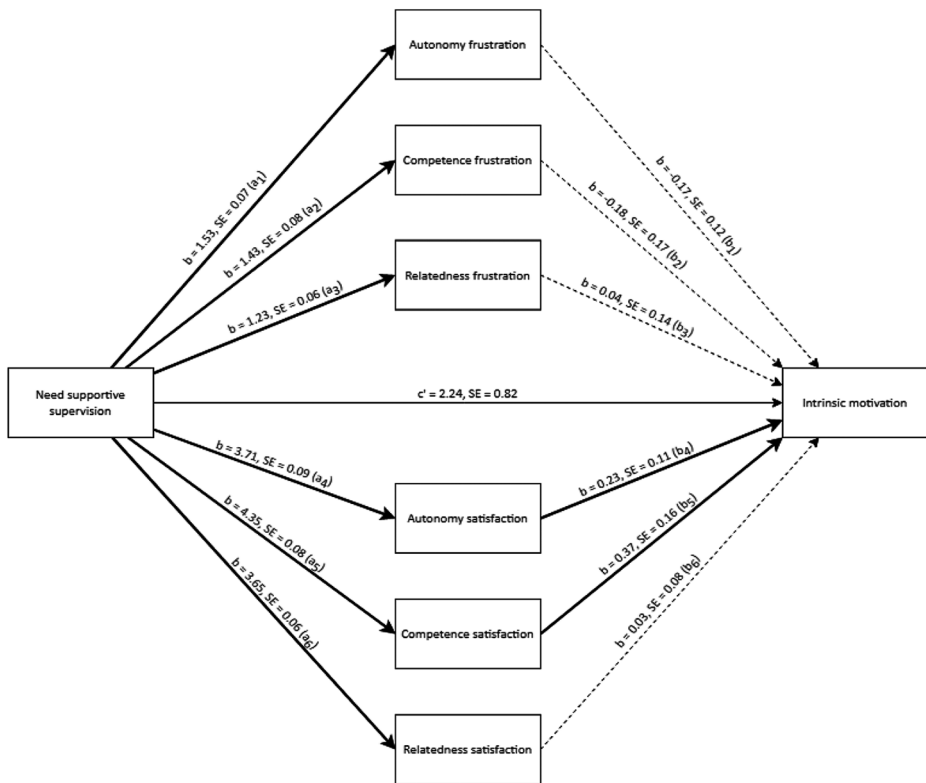 Autonomy frustration
b = 1.53, SE = 0.07 (a₁)
b = -0.17, SE = 0.12 (b₁)
Competence frustration
b = 1.43, SE = 0.08 (a₂)
b = -0.18, SE = 0.17 (b₂)
Relatedness frustration
b = 1.23, SE = 0.06 (a₃)
b = 0.04, SE = 0.14 (b₃)
Need supportive
supervision
c' = 2.24, SE = 0.82
Intrinsic motivation
b = 3.71, SE = 0.09 (a₄)
b = 0.23, SE = 0.11 (b₄)
Autonomy satisfaction
b = 4.35, SE = 0.08 (a₅)
b = 0.37, SE = 0.16 (b₅)
Competence satisfaction
b = 3.65, SE = 0.06 (a₆)
b = 0.03, SE = 0.08 (b₆)
Relatedness satisfaction